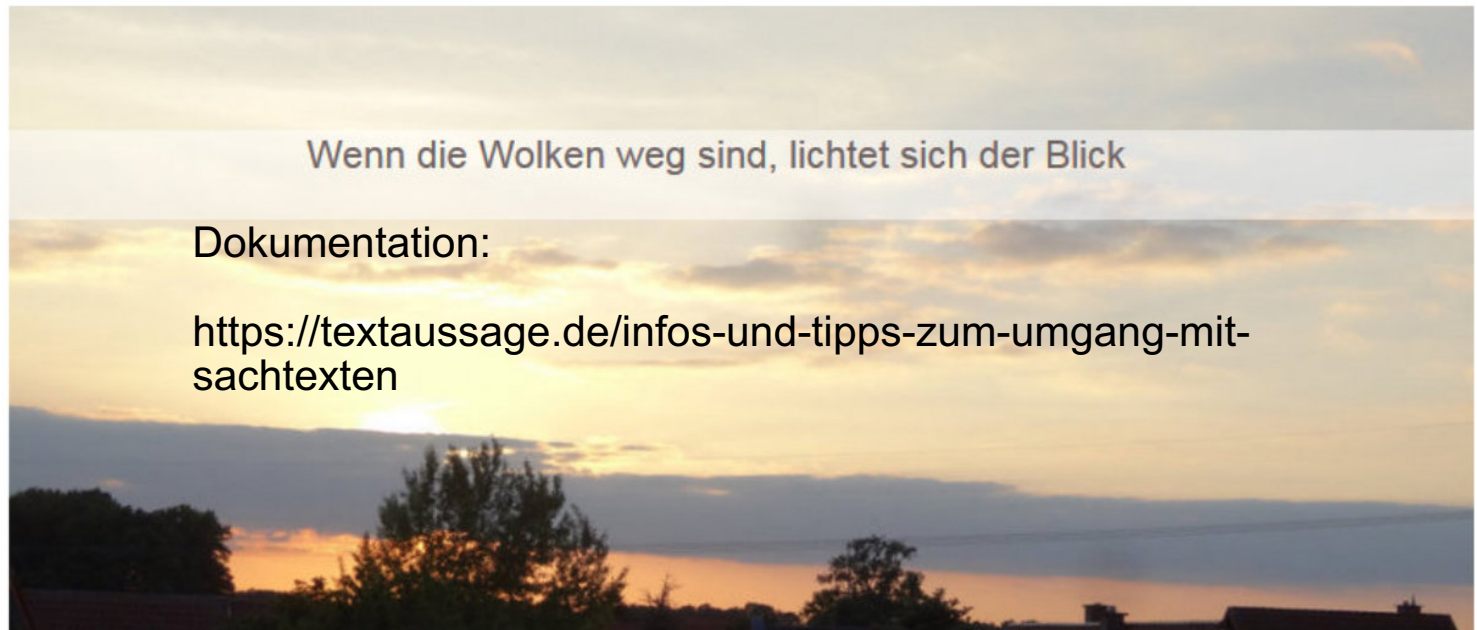 Wenn die Wolken weg sind, lichtet sich der Blick
Dokumentation:
https://textaussage.de/infos-und-tipps-zum-umgang-mit-
sachtexten